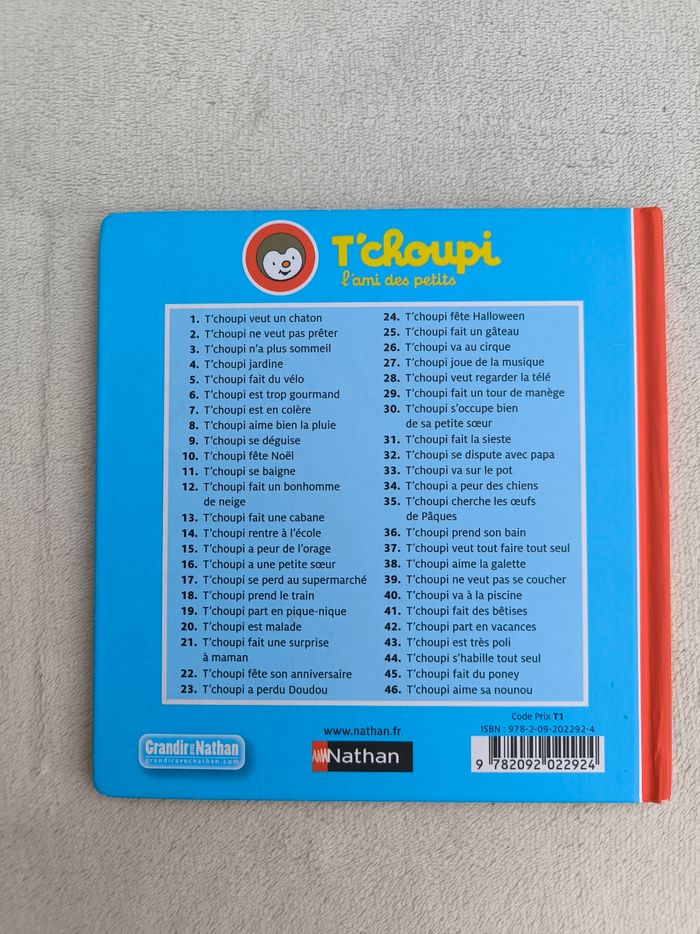 T'choupi
l'ami des petits
1. T'choupi veut un chaton
2. T'choupi ne veut pas prêter
3. T'choupi n'a plus sommeil
4. T'choupi jardine
5. T'choupi fait du vélo
6. T'choupi est trop gourmand
7. T'choupi est en colère
8. T'choupi aime bien la pluie
9. T'choupi se déguise
10. T'choupi fête Noël
11. T'choupi se baigne
12. T'choupi fait un bonhomme
de neige
13. T'choupi fait une cabane
14. T'choupi rentre à l'école
15. T'choupi a peur de l'orage
16. T'choupi a une petite sœur
17. T'choupi se perd au supermarché
18. T'choupi prend le train
19. T'choupi part en pique-nique
20. T'choupi est malade
21. T'choupi fait une surprise
à maman
22. T'choupi fête son anniversaire
23. T'choupi a perdu Doudou
24. T'choupi fête Halloween
25. T'choupi fait un gâteau
26. T'choupi va au cirque
27. T'choupi joue de la musique
28. T'choupi veut regarder la télé
29. T'choupi fait un tour de manège
30. T'choupi s'occupe bien
de sa petite sœur
31. T'choupi fait la sieste
32. T'choupi se dispute avec papa
33. T'choupi va sur le pot
34. T'choupi a peur des chiens
35. T'choupi cherche les œufs
de Pâques
36. T'choupi prend son bain
37. T'choupi veut tout faire tout seul
38. T'choupi aime la galette
39. T'choupi ne veut pas se coucher
40. T'choupi va à la piscine
41. T'choupi fait des bêtises
42. T'choupi part en vacances
43. T'choupi est très poli
44. T'choupi s'habille tout seul
45. T'choupi fait du poney
46. T'choupi aime sa nounou
Grandir avec Nathan
grandiravecnathan.com
www.nathan.fr
Nathan
Code Prix T1
ISBN : 978-2-09-202292-4
9 782092 022924